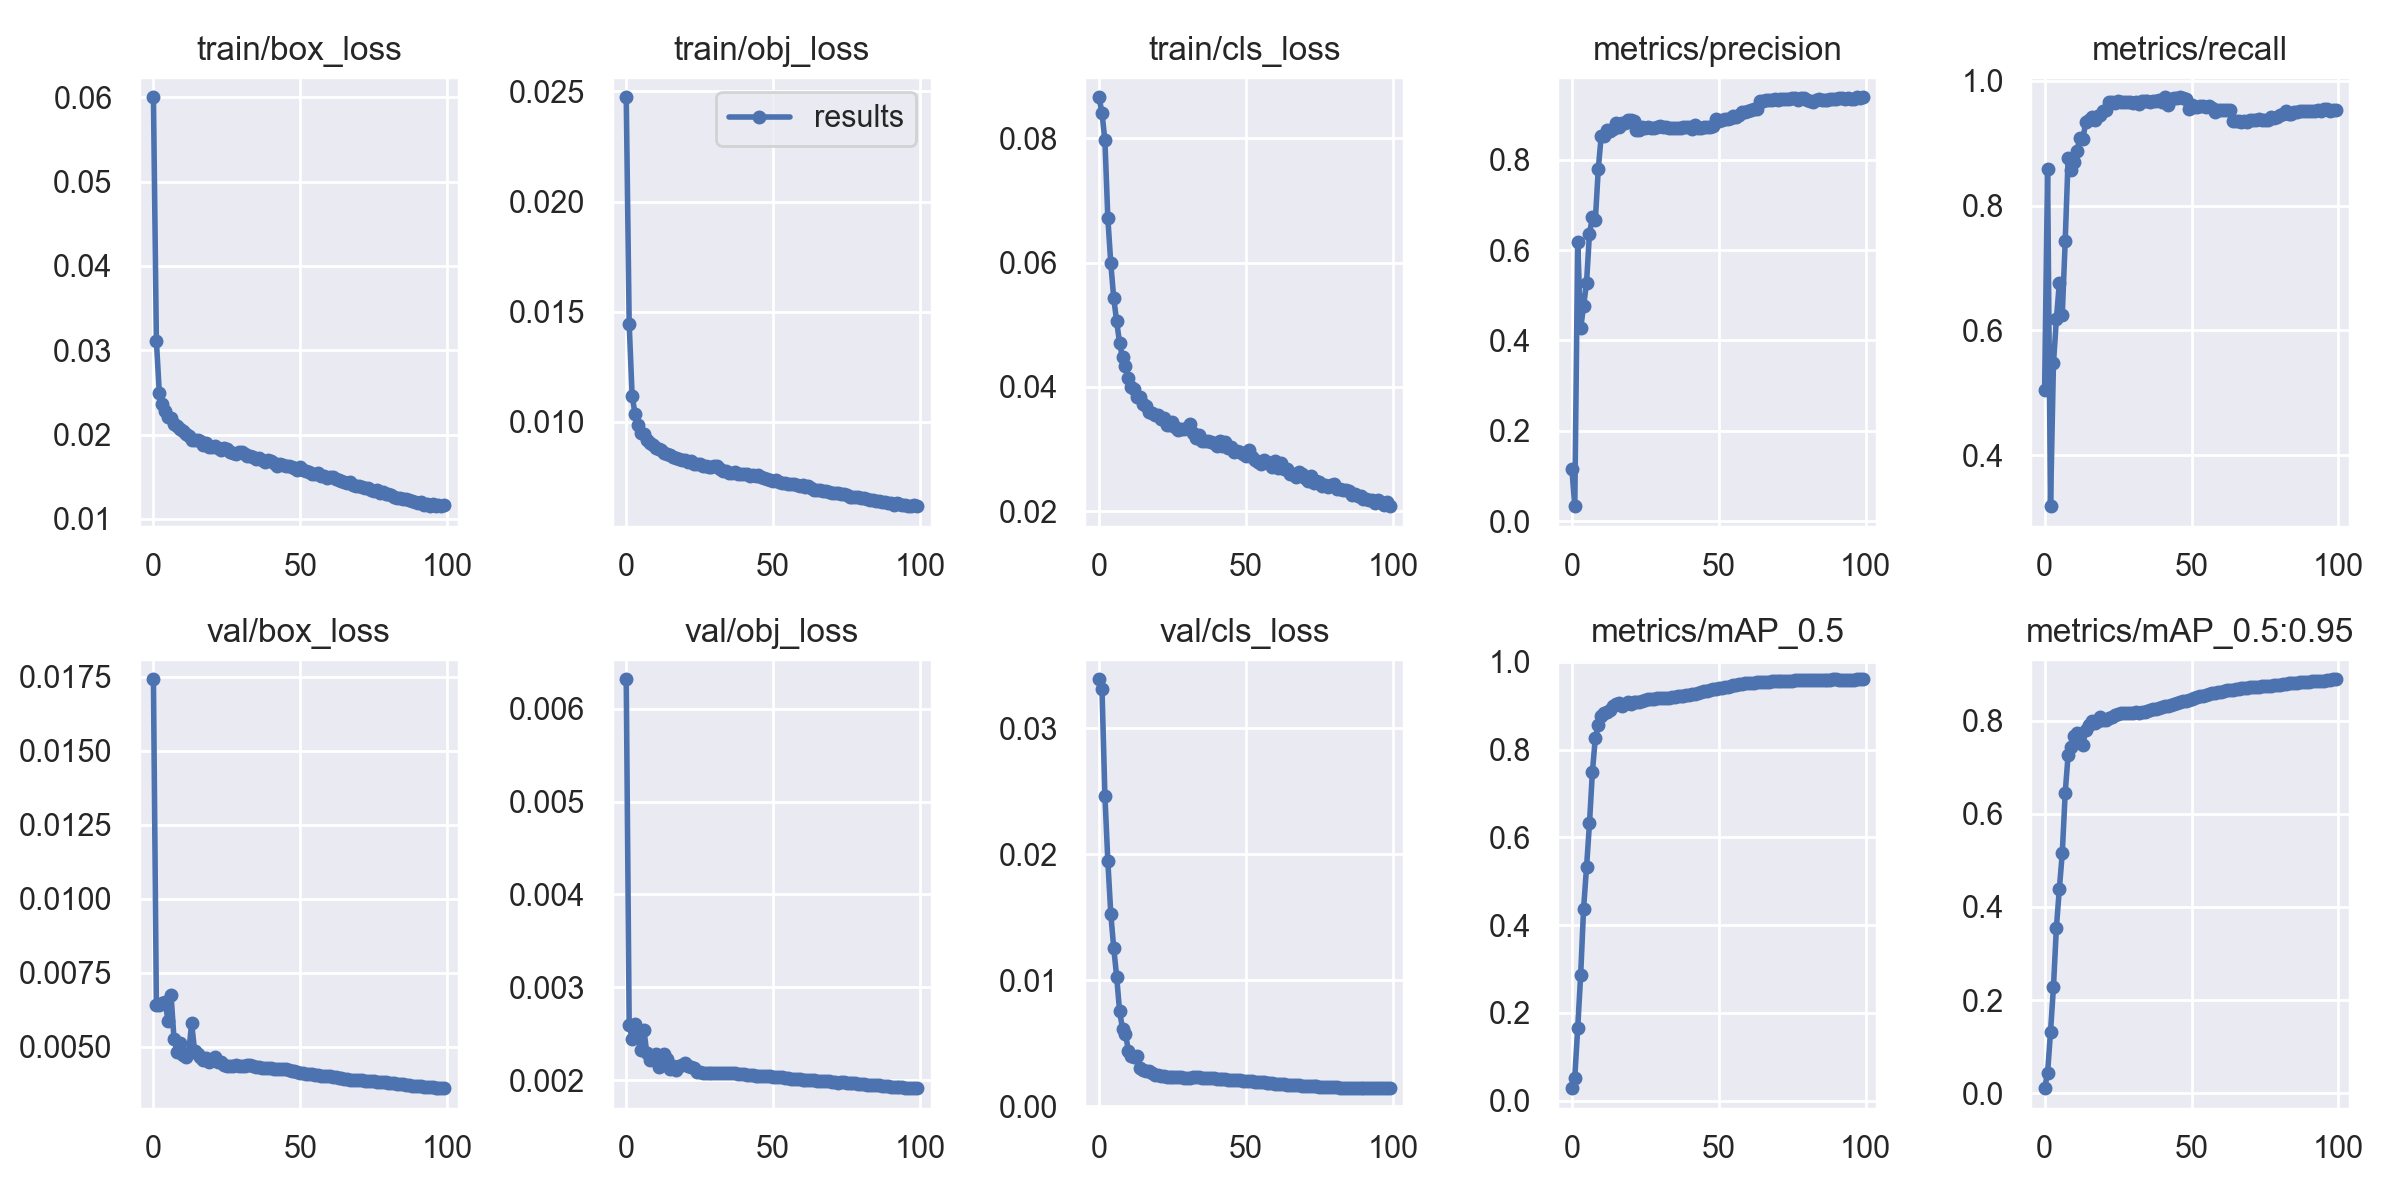 train/box_loss
0.06
0.05
0.04
0.03
0.02
0.01
0 50 100
train/obj_loss
results
0.025
0.020
0.015
0.010
0 50 100
train/cls_loss
0.08
0.06
0.04
0.02
0 50 100
metrics/precision
0.8
0.6
0.4
0.2
0.0
0 50 100
metrics/recall
1.0
0.8
0.6
0.4
0 50 100
val/box_loss
0.0175
0.0150
0.0125
0.0100
0.0075
0.0050
0 50 100
val/obj_loss
0.006
0.005
0.004
0.003
0.002
0 50 100
val/cls_loss
0.03
0.02
0.01
0.00
0 50 100
metrics/mAP_0.5
1.0
0.8
0.6
0.4
0.2
0.0
0 50 100
metrics/mAP_0.5:0.95
0.8
0.6
0.4
0.2
0.0
0 50 100